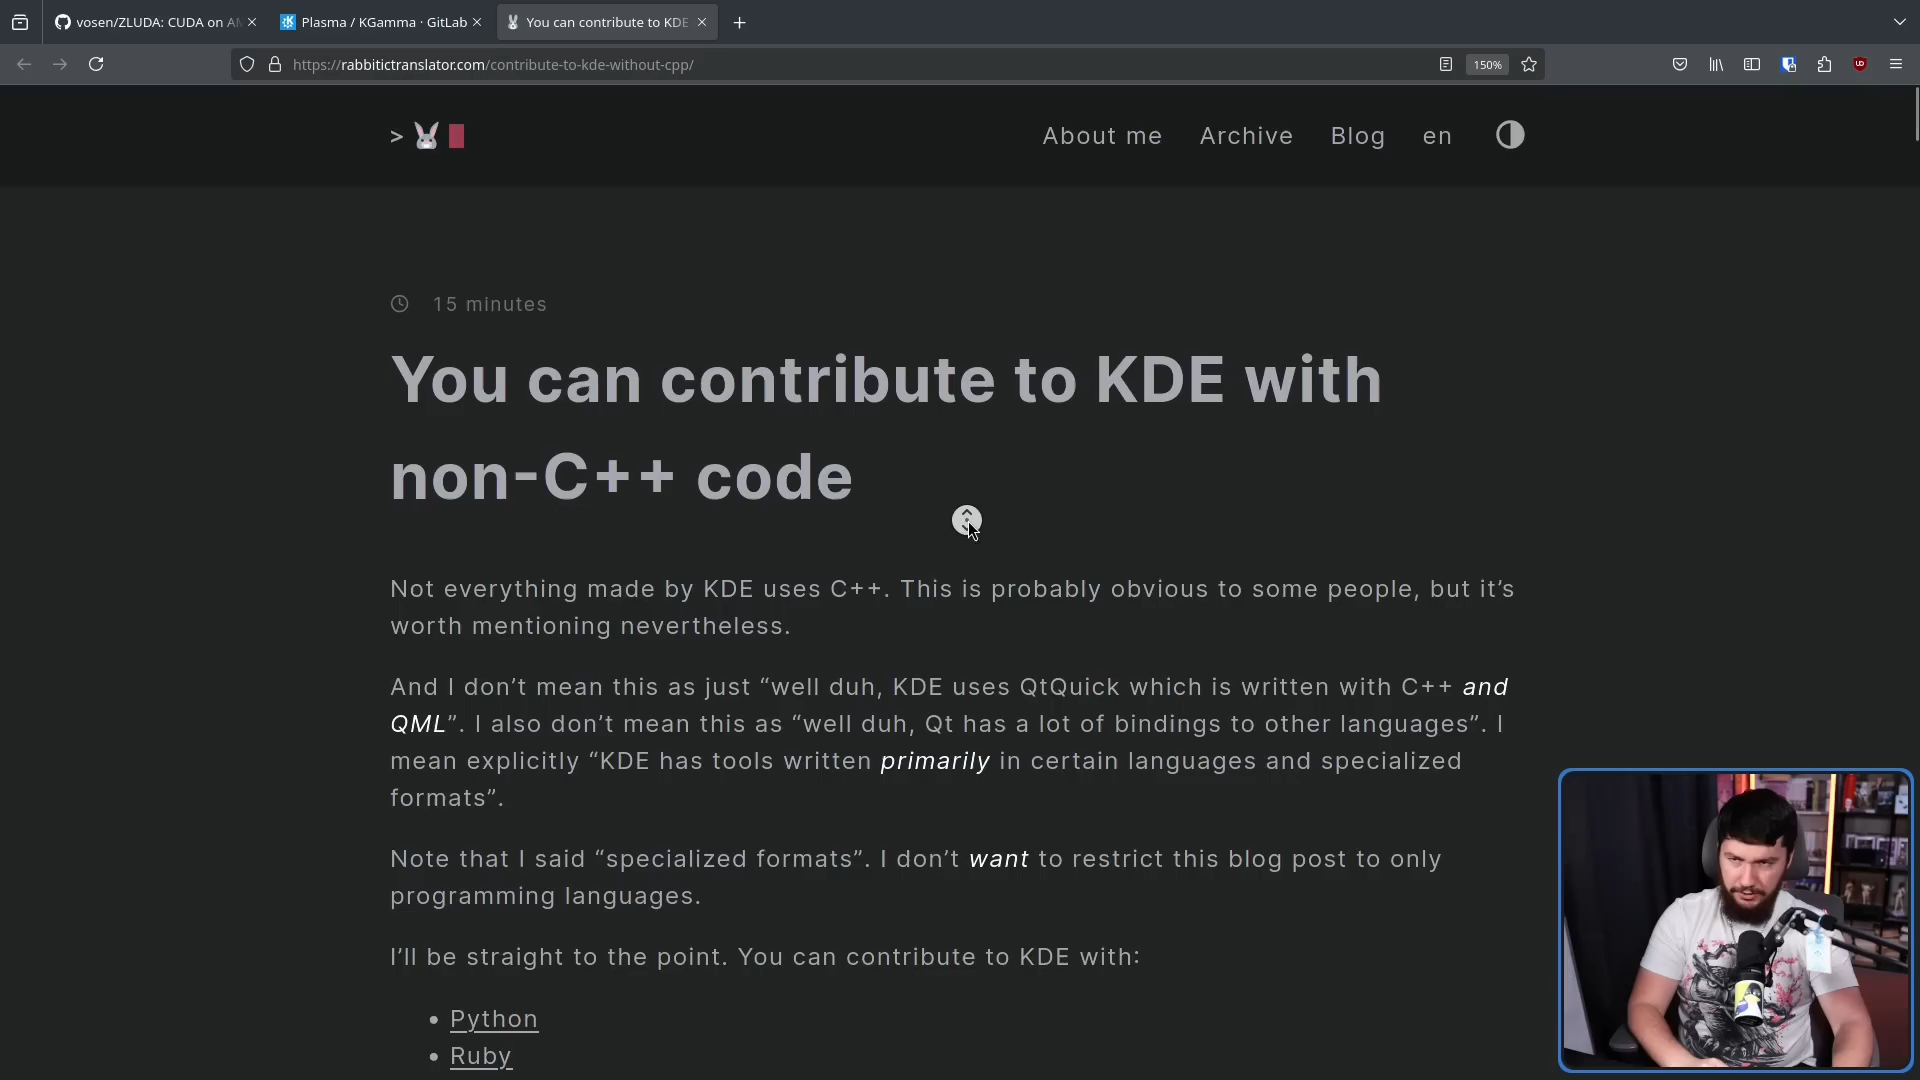 vosen/ZLUDA: CUDA on AM
Plasma / KGamma · GitLab
You can contribute to KDE
https://rabbitictranslator.com/contribute-to-kde-without-cpp/
150%
>
About me
Archive
Blog
en
15 minutes
You can contribute to KDE with
non-C++ code
Not everything made by KDE uses C++. This is probably obvious to some people, but it’s
worth mentioning nevertheless.
And I don’t mean this as just “well duh, KDE uses QtQuick which is written with C++ and
QML”. I also don’t mean this as “well duh, Qt has a lot of bindings to other languages”. I
mean explicitly “KDE has tools written primarily in certain languages and specialized
formats”.
Note that I said “specialized formats”. I don’t want to restrict this blog post to only
programming languages.
I’ll be straight to the point. You can contribute to KDE with:
• Python
• Ruby